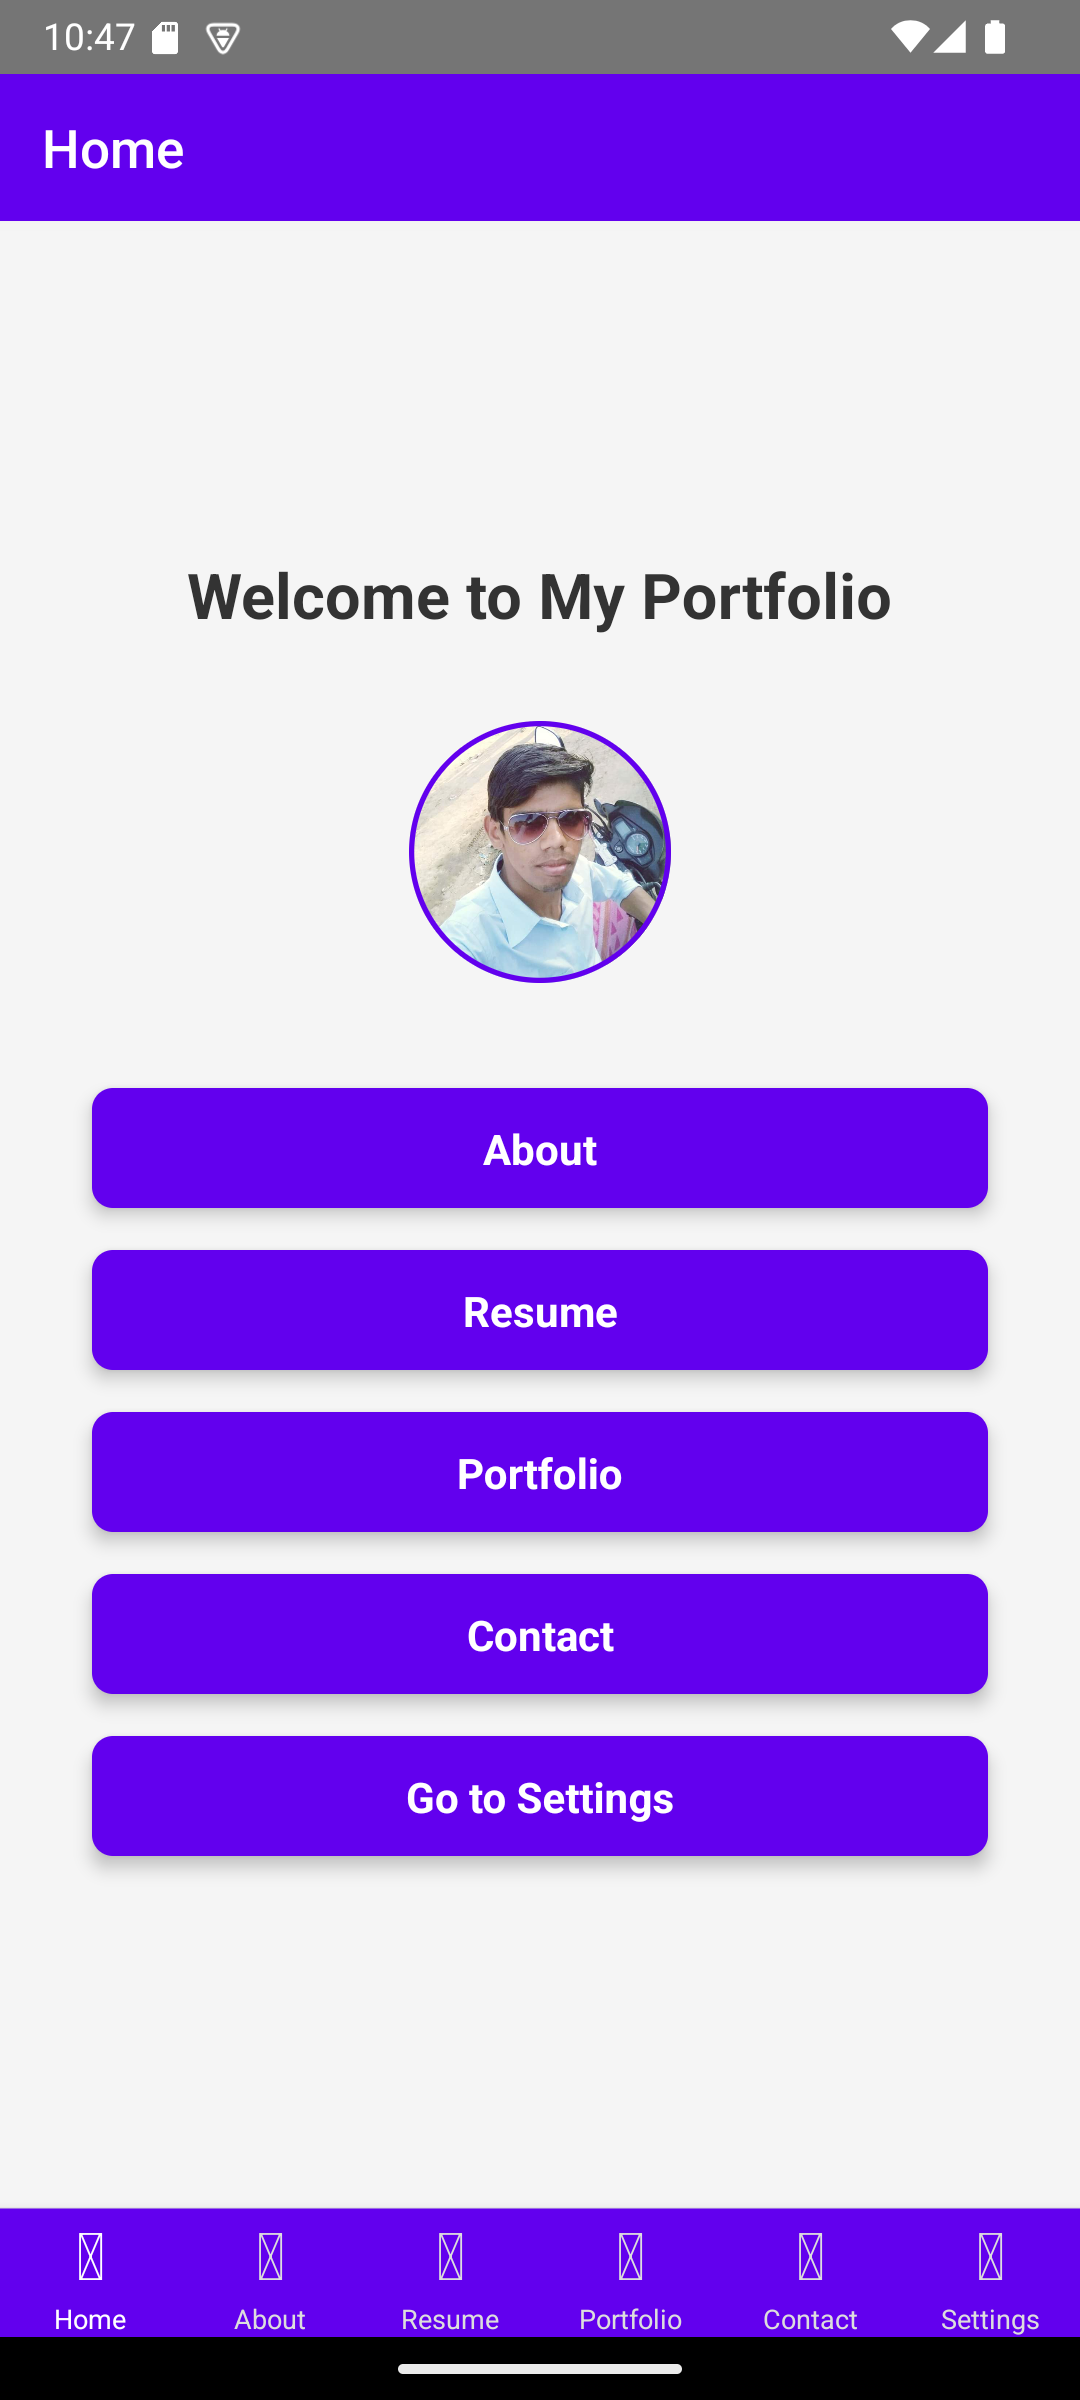 10:47
Home
Welcome to My Portfolio
About
Resume
Portfolio
Contact
Go to Settings
Home About Resume Portfolio Contact Settings